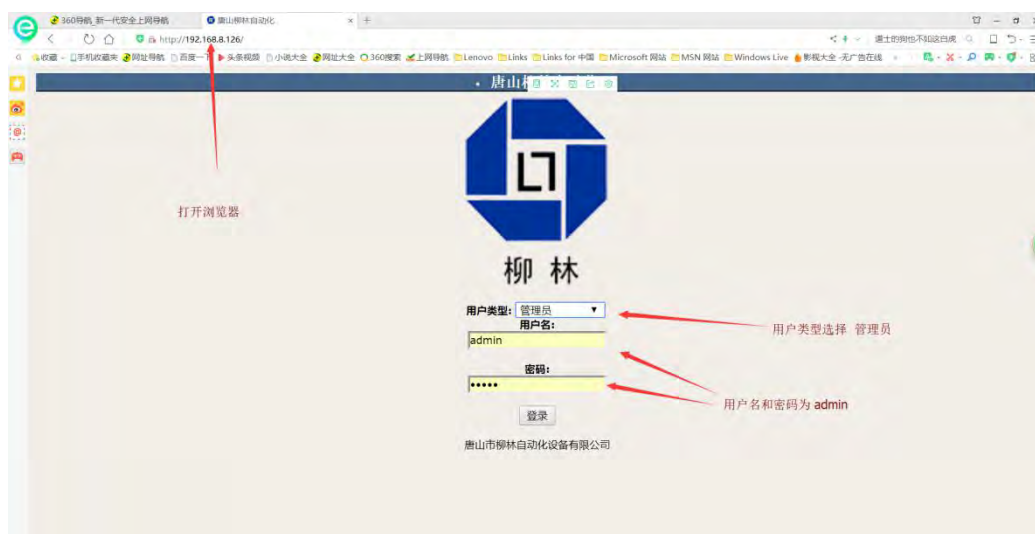 360导航_新一代安全上网导航 唐山柳林自动化 × +
http://192.168.8.126/
收藏 手机收藏夹 网址导航 百度一下 头条视频 小说大全 网址大全 360搜索 上网导航 Lenovo Links Links for 中国 Microsoft 网站 MSN 网站 Windows Live 影视大全-无广告在线
唐山
打开浏览器
柳 林
用户类型: 管理员
用户类型选择 管理员
用户名:
admin
密码:
•••••
用户名和密码为 admin
登录
唐山市柳林自动化设备有限公司